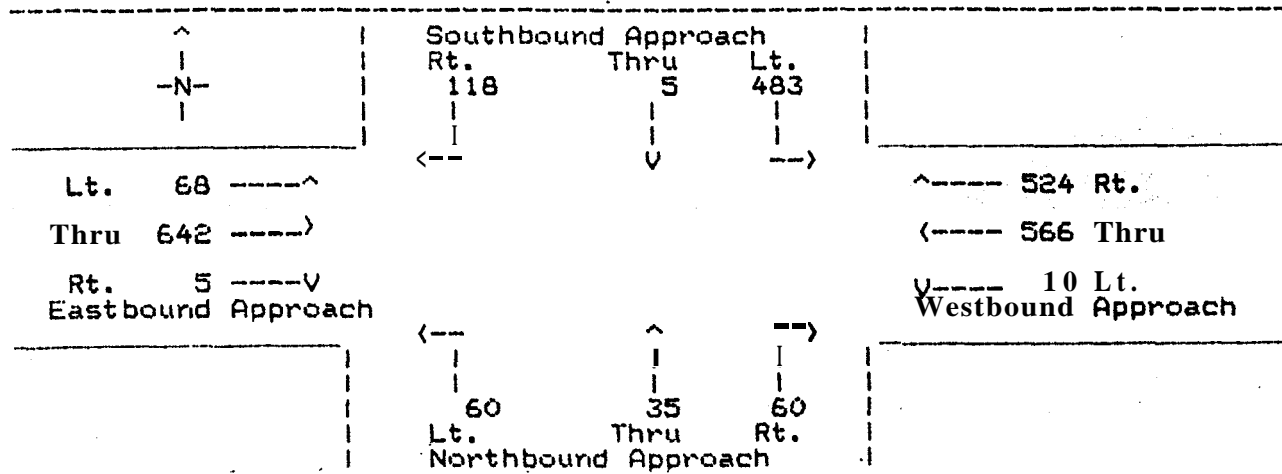 Southbound Approach
Rt. Thru Lt.
-N- 118 5 483
Lt. 68 ----^ ^---- 524 Rt.
Thru 642 ----> <---- 566 Thru
Rt. 5 ----V V---- 10 Lt.
Eastbound Approach Westbound Approach
60 35 60
Lt. Thru Rt.
Northbound Approach